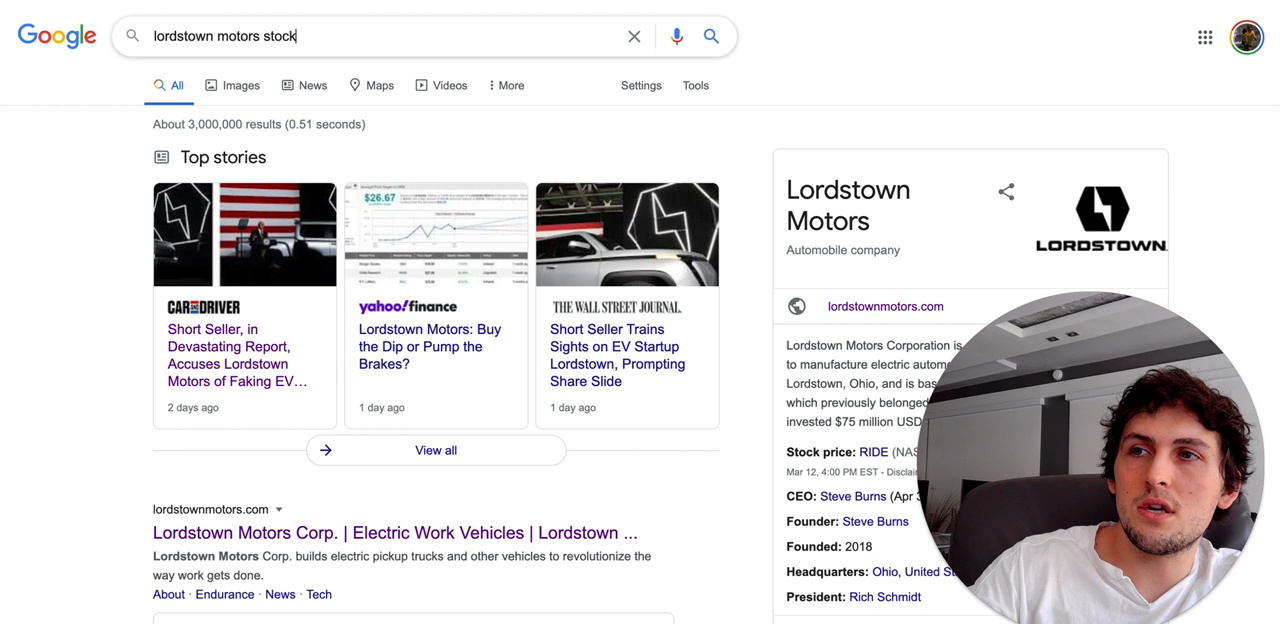 Google
lordstown motors stock
All
Images
News
Maps
Videos
More
Settings
Tools
About 3,000,000 results (0.51 seconds)
Top stories
CAR AND DRIVER
Short Seller, in
Devastating Report,
Accuses Lordstown
Motors of Faking EV…
2 days ago
$26.67
yahoo!finance
Lordstown Motors: Buy
the Dip or Pump the
Brakes?
1 day ago
THE WALL STREET JOURNAL.
Short Seller Trains
Sights on EV Startup
Lordstown, Prompting
Share Slide
1 day ago
View all
lordstownmotors.com
Lordstown Motors Corp. | Electric Work Vehicles | Lordstown ...
Lordstown Motors Corp. builds electric pickup trucks and other vehicles to revolutionize the
way work gets done.
About · Endurance · News · Tech
Lordstown
Motors
Automobile company
LORDSTOWN
lordstownmotors.com
Lordstown Motors Corporation is
to manufacture electric autom
Lordstown, Ohio, and is bas
which previously belonged
invested $75 million USD
Stock price: RIDE (NAS
Mar 12, 4:00 PM EST - Disclai
CEO: Steve Burns (Apr
Founder: Steve Burns
Founded: 2018
Headquarters: Ohio, United St
President: Rich Schmidt